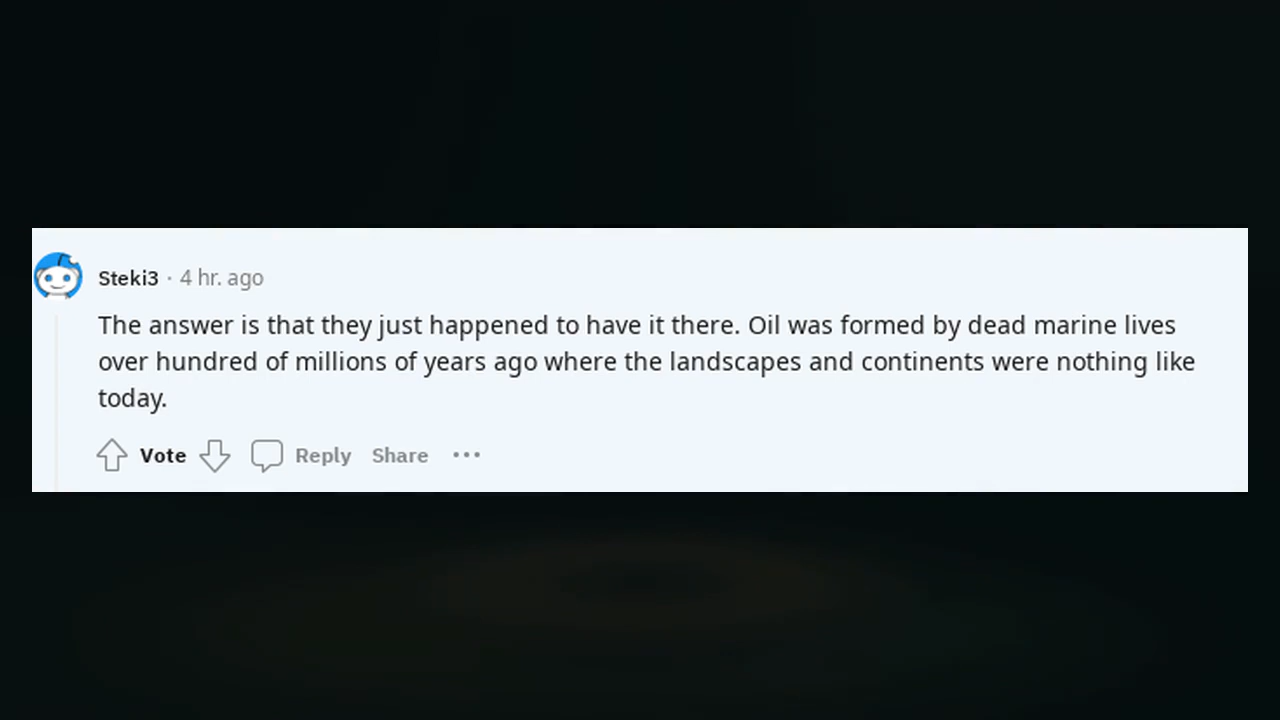 Steki3 · 4 hr. ago
The answer is that they just happened to have it there. Oil was formed by dead marine lives
over hundred of millions of years ago where the landscapes and continents were nothing like
today.
Vote Reply Share ···